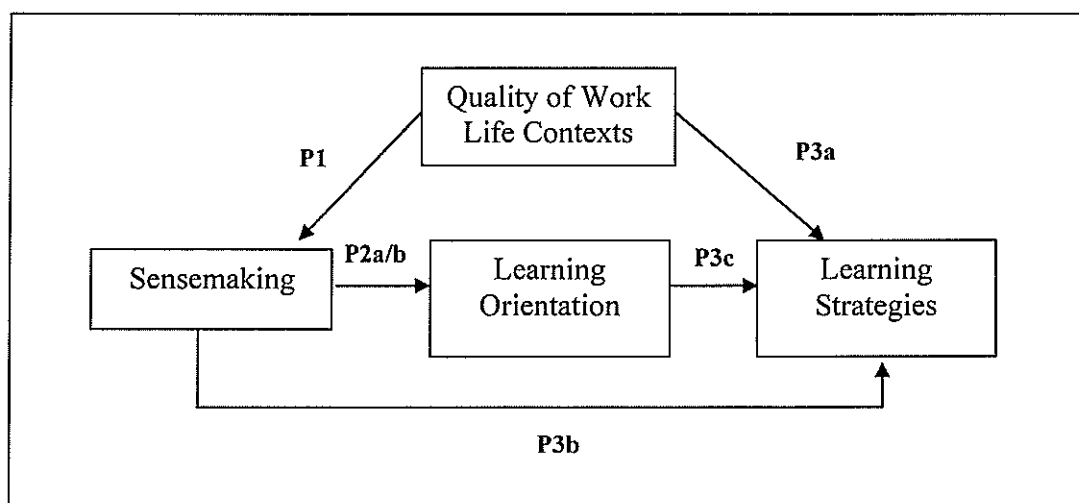 Quality of Work
Life Contexts
P1
P3a
Sensemaking
P2a/b
Learning
Orientation
P3c
Learning
Strategies
P3b